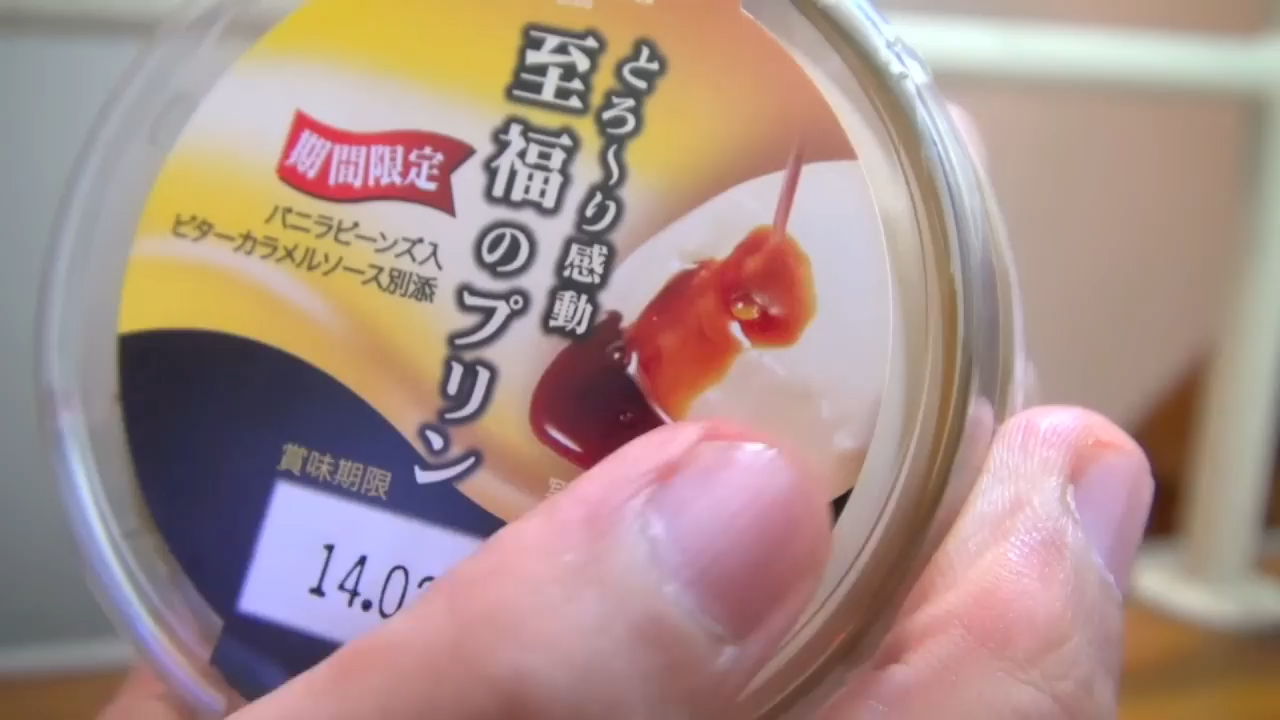 とろ～り感動
至福のプリン
期間限定
バニラビーンズ入
ビターカラメルソース別添
賞味期限
14.0